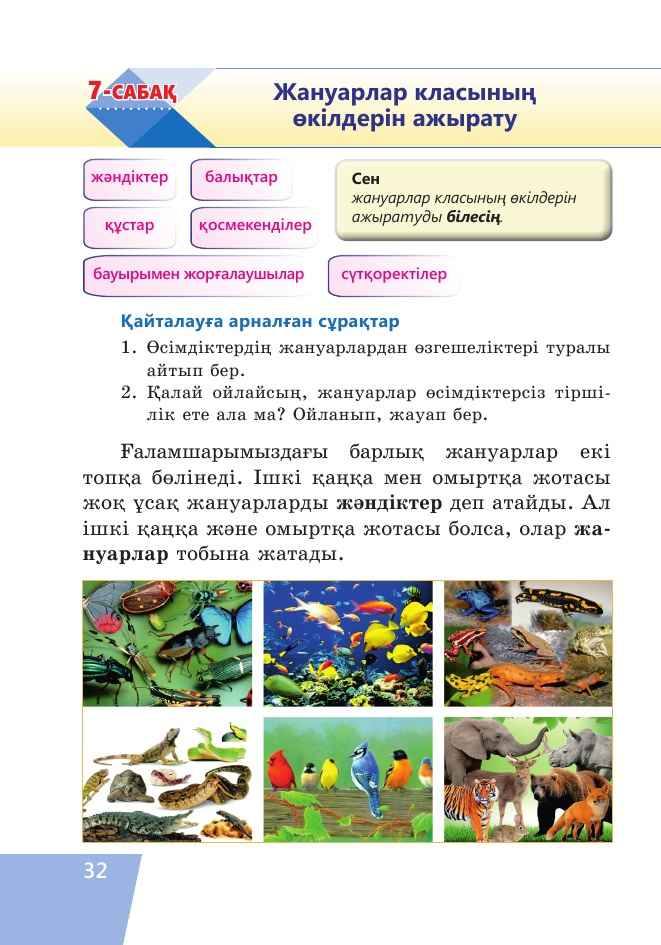 7-САБАҚ
Жануарлар класының
өкілдерін ажырату
жәндіктер
балықтар
құстар
қосмекенділер
бауырымен жорғалаушылар
сүтқоректілер
Сен
жануарлар класының өкілдерін
ажыратуды білесің.
Қайталауға арналған сұрақтар
1. Өсімдіктердің жануарлардан өзгешеліктері туралы
айтып бер.
2. Қалай ойлайсың, жануарлар өсімдіктерсіз тірші-
лік ете ала ма? Ойланып, жауап бер.
Ғаламшарымыздағы барлық жануарлар екі
топқа бөлінеді. Ішкі қаңқа мен омыртқа жотасы
жоқ ұсақ жануарларды жәндіктер деп атайды. Ал
ішкі қаңқа және омыртқа жотасы болса, олар жа-
нуарлар тобына жатады.
32